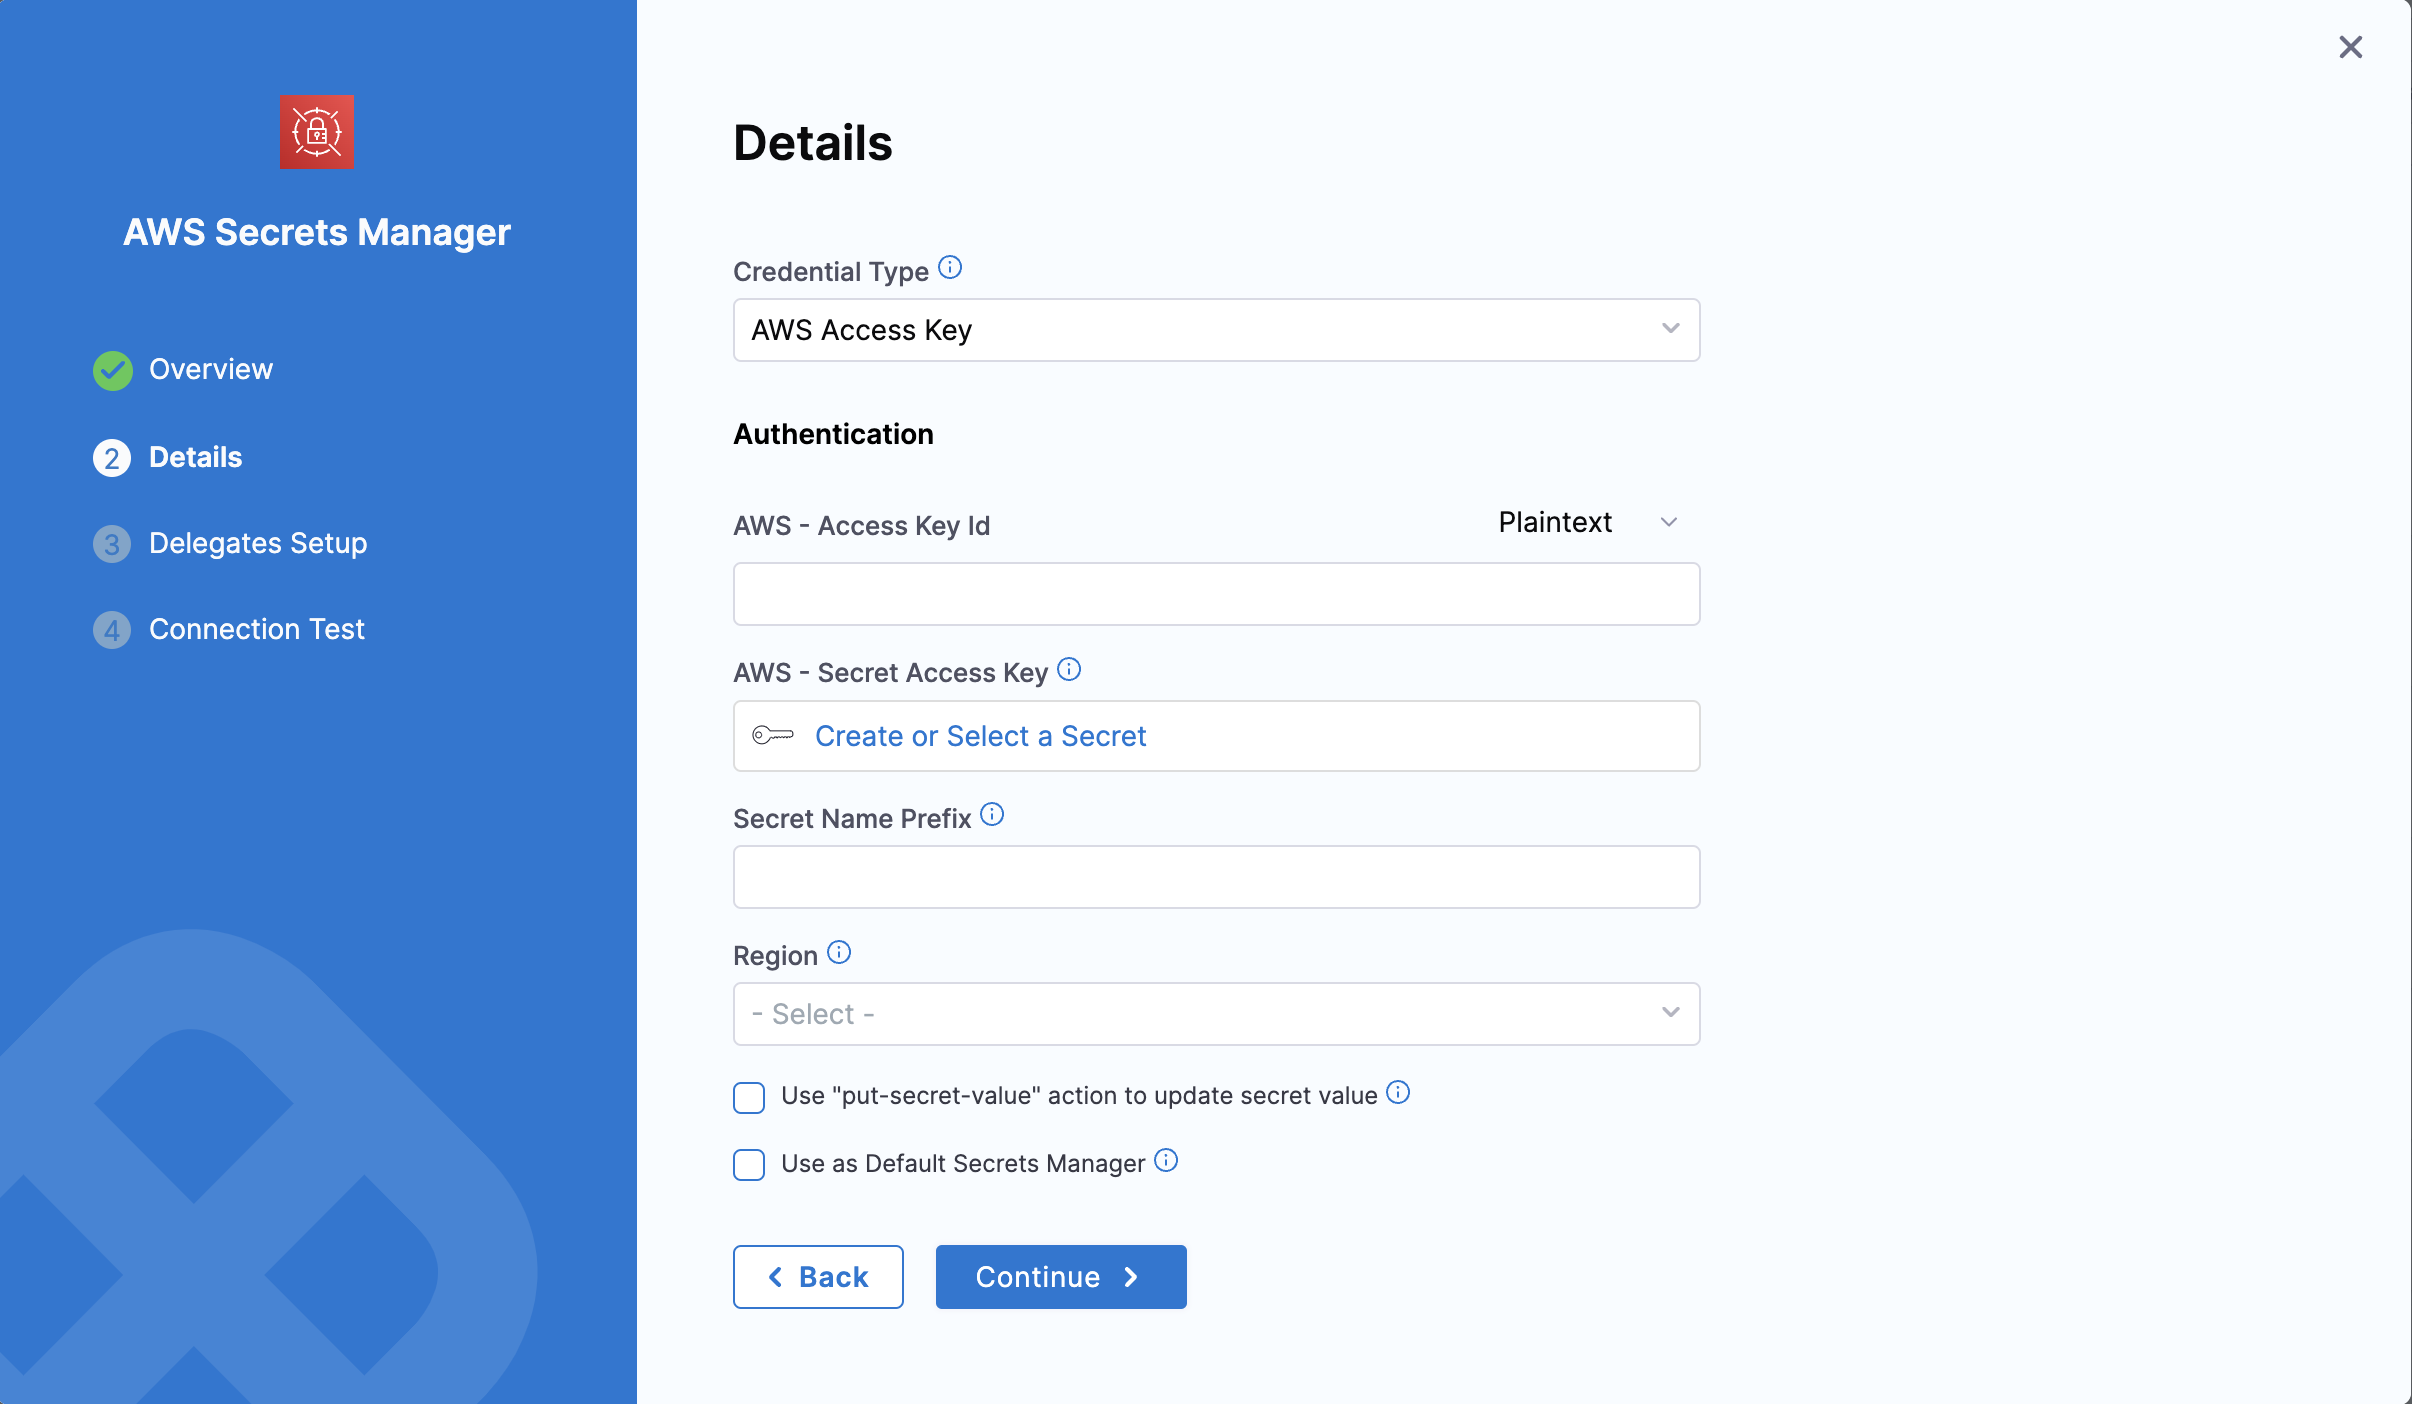 AWS Secrets Manager
Overview
2 Details
3 Delegates Setup
4 Connection Test
Details
Credential Type
AWS Access Key
Authentication
AWS - Access Key Id Plaintext
AWS - Secret Access Key
Create or Select a Secret
Secret Name Prefix
Region
- Select -
Use "put-secret-value" action to update secret value
Use as Default Secrets Manager
Back Continue